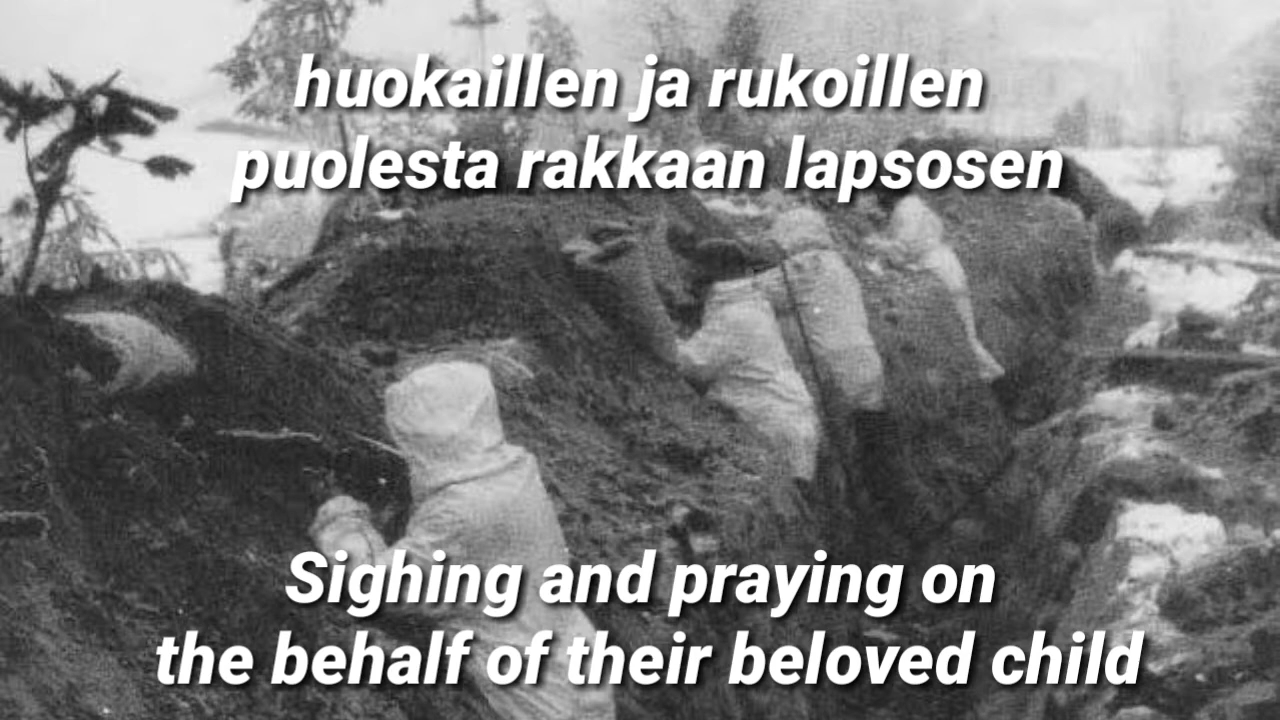 huokaillen ja rukoillen
puolesta rakkaan lapsosen
Sighing and praying on
the behalf of their beloved child